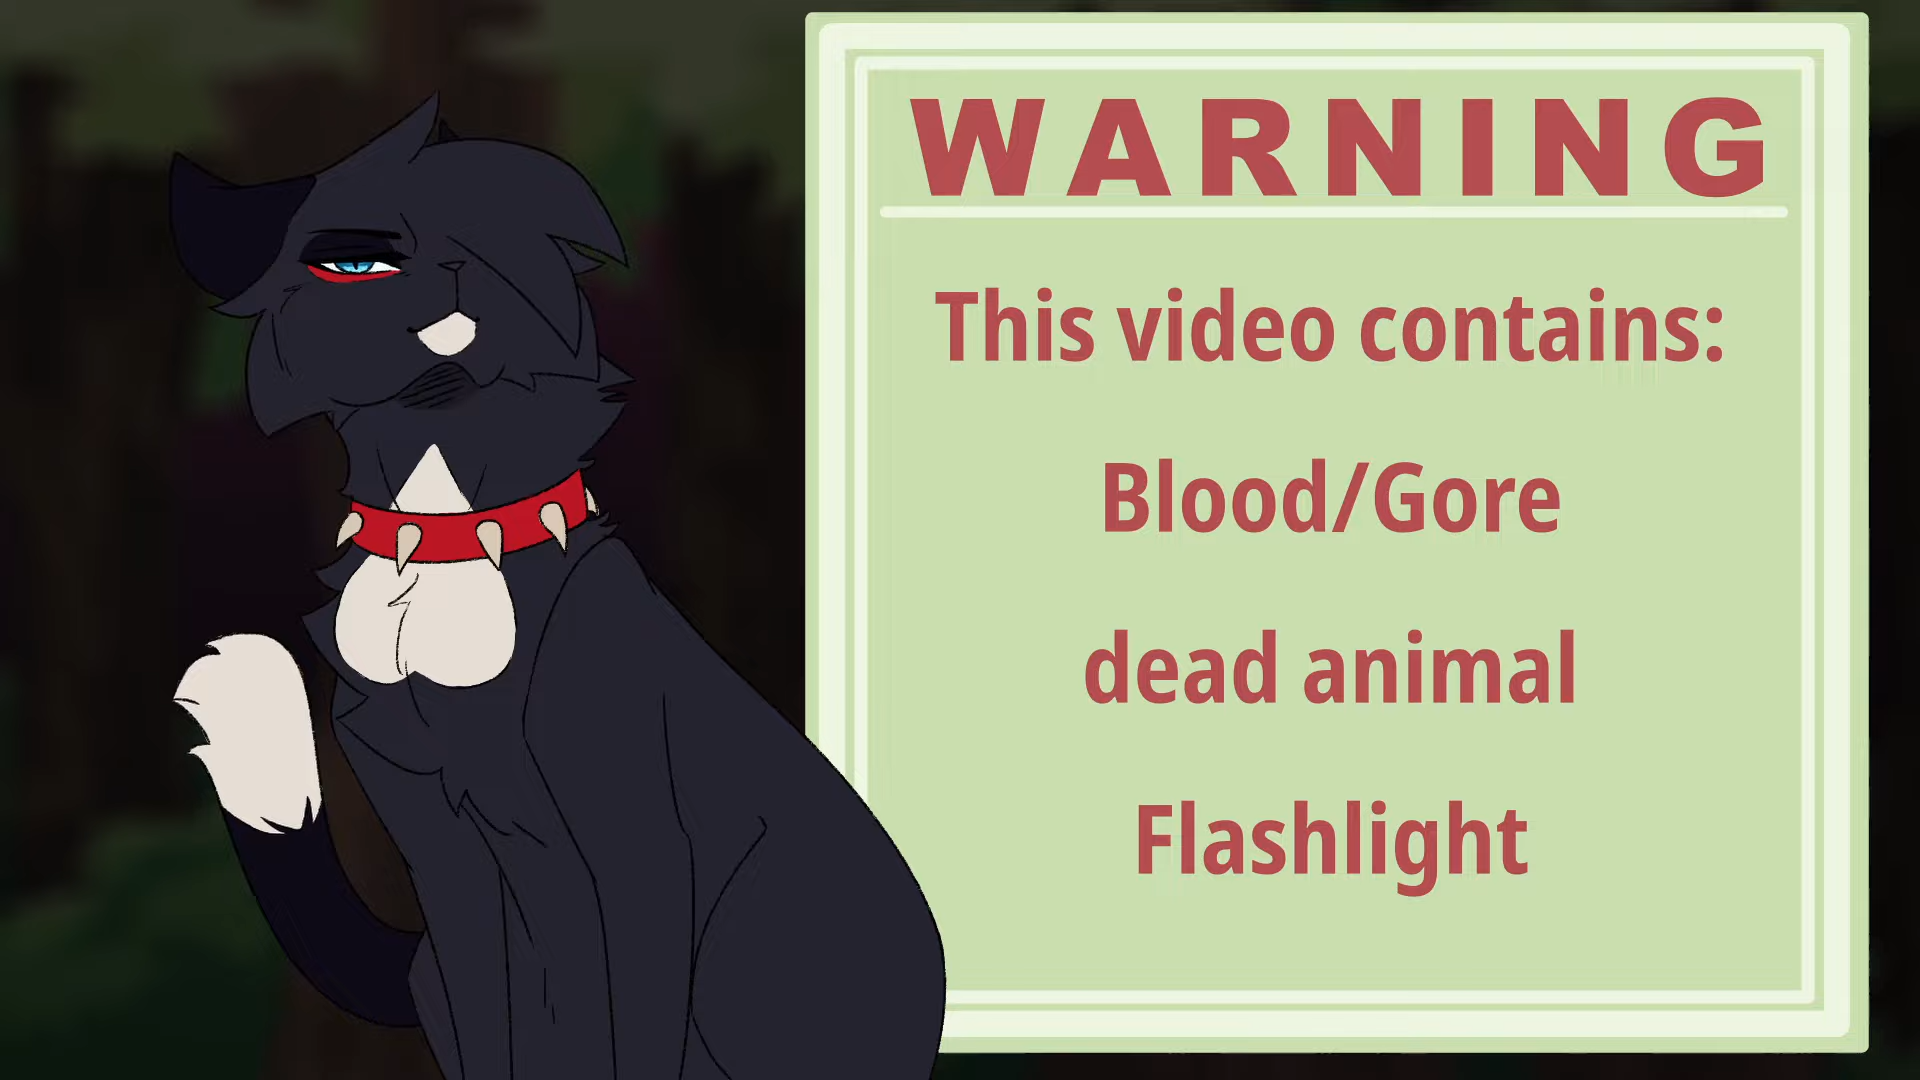 WARNING
This video contains:
Blood/Gore
dead animal
Flashlight